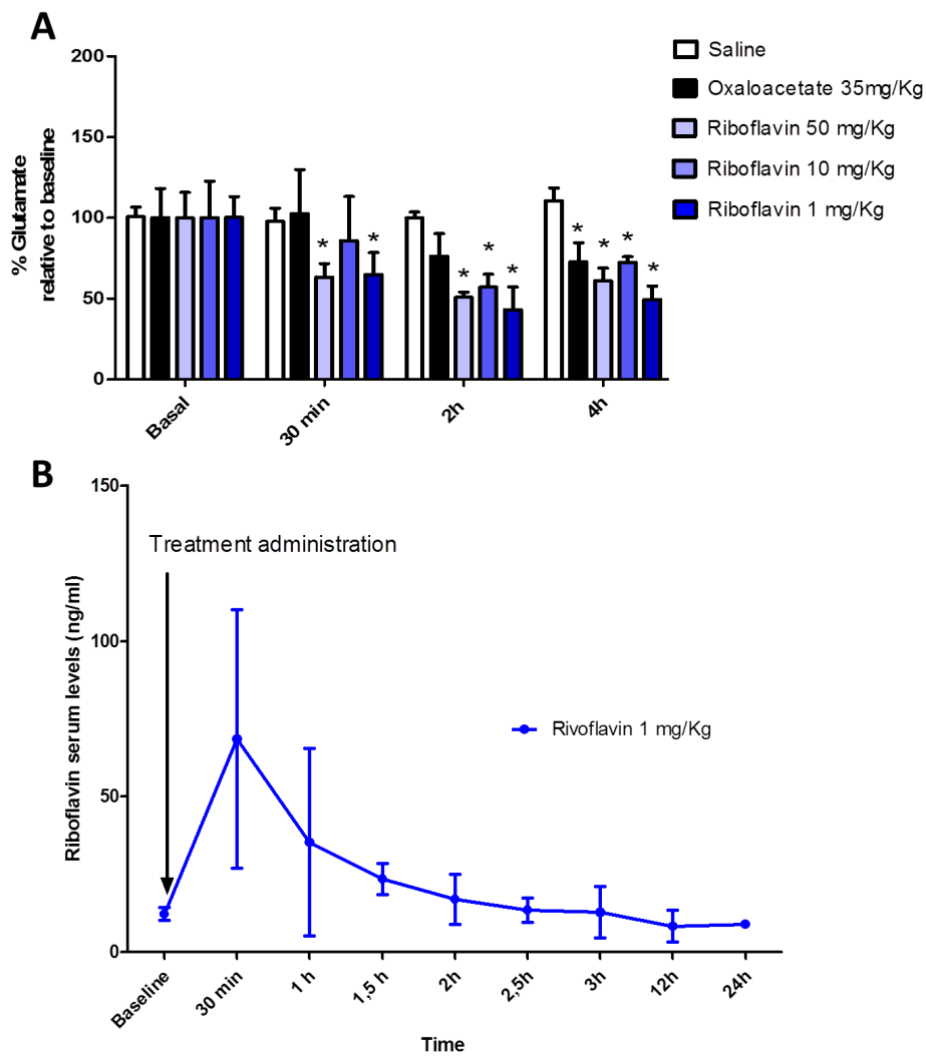 A
200
150
100
50
0
% Glutamate
relative to baseline
* *
* * *
* * * *
Basal
30 min
2h
4h
Saline
Oxaloacetate 35mg/Kg
Riboflavin 50 mg/Kg
Riboflavin 10 mg/Kg
Riboflavin 1 mg/Kg
B
150
100
50
0
Riboflavin serum levels (ng/ml)
Treatment administration
Rivoflavin 1 mg/Kg
Baseline
30 min
1 h
1,5 h
2h
2,5h
3h
12h
24h
Time